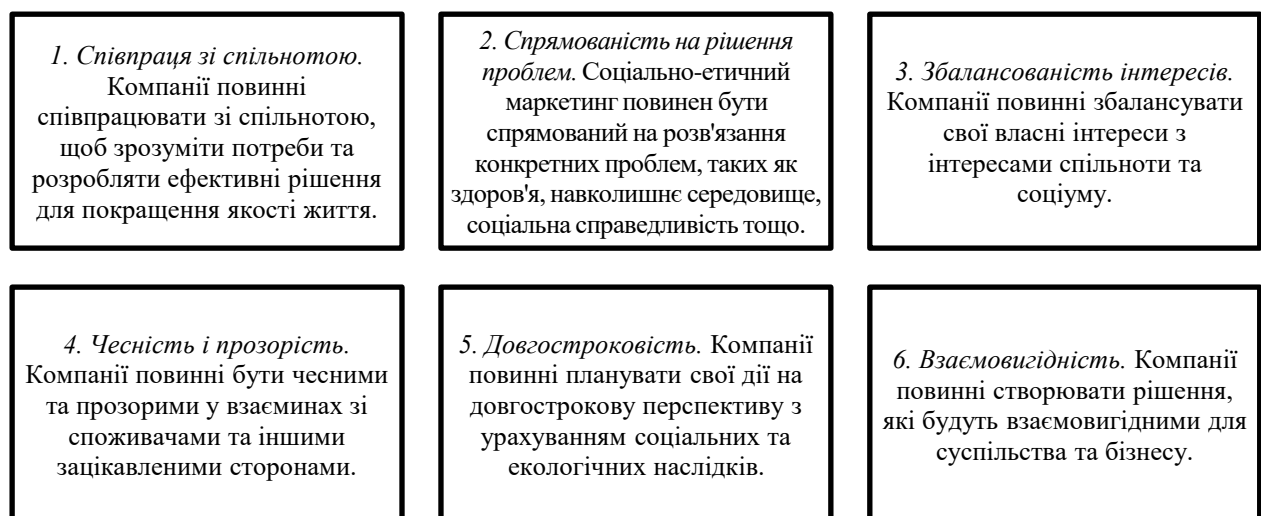 1. Співпраця зі спільнотою.
Компанії повинні
співпрацювати зі спільнотою,
щоб зрозуміти потреби та
розробляти ефективні рішення
для покращення якості життя.
2. Спрямованість на рішення
проблем. Соціально-етичний
маркетинг повинен бути
спрямований на розв'язання
конкретних проблем, таких як
здоров'я, навколишнє середовище,
соціальна справедливість тощо.
3. Збалансованість інтересів.
Компанії повинні збалансувати
свої власні інтереси з
інтересами спільноти та
соціуму.
4. Чесність і прозорість.
Компанії повинні бути чесними
та прозорими у взаєминах зі
споживачами та іншими
зацікавленими сторонами.
5. Довгостроковість. Компанії
повинні планувати свої дії на
довгострокову перспективу з
урахуванням соціальних та
екологічних наслідків.
6. Взаємовигідність. Компанії
повинні створювати рішення,
які будуть взаємовигідними для
суспільства та бізнесу.